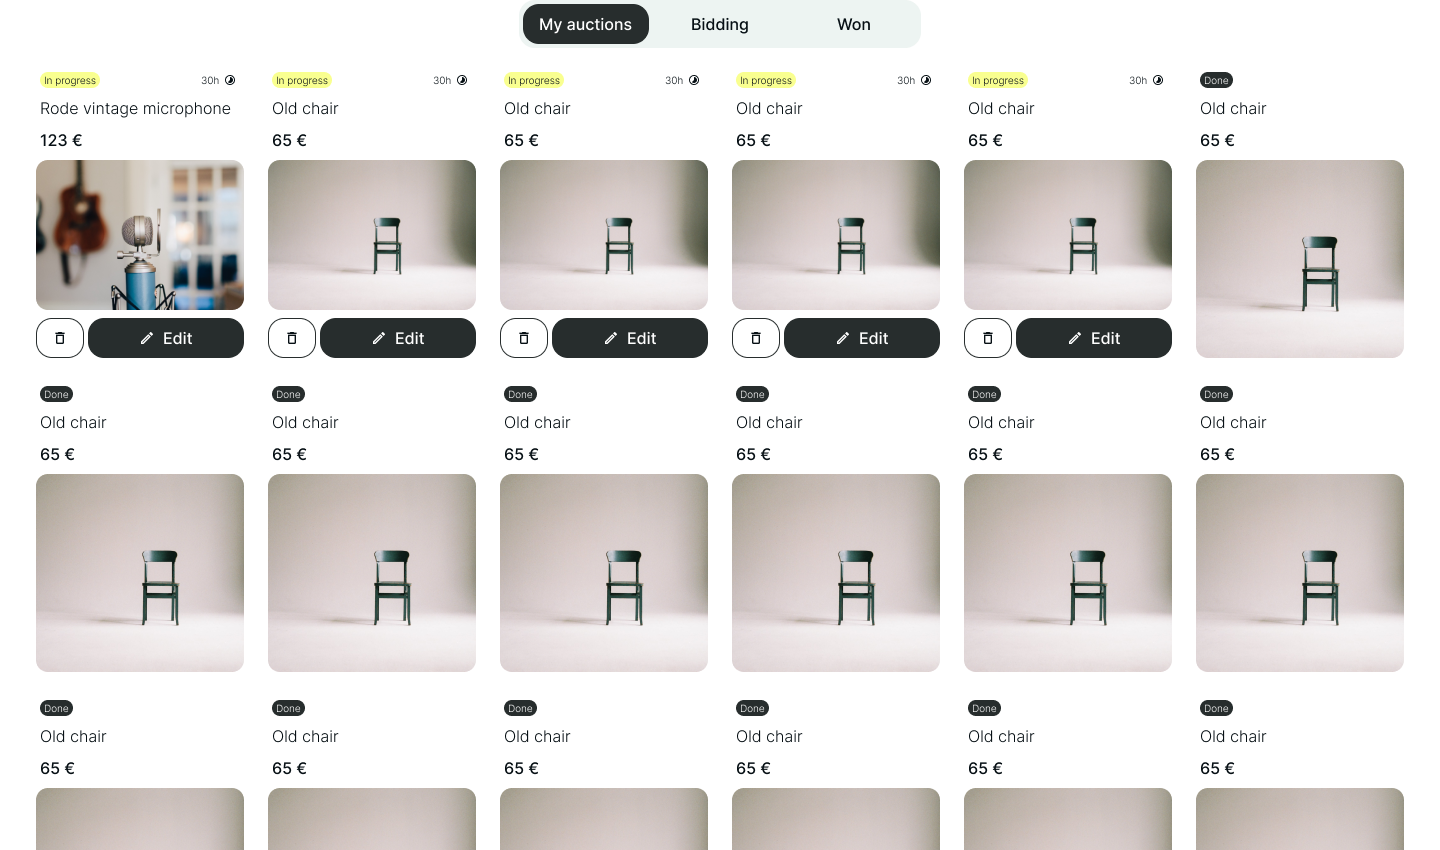 My auctions Bidding Won
In progress 30h In progress 30h In progress 30h In progress 30h In progress 30h Done
Rode vintage microphone Old chair Old chair Old chair Old chair Old chair
123 € 65 € 65 € 65 € 65 € 65 €
Edit Edit Edit Edit Edit
Done Done Done Done Done Done
Old chair Old chair Old chair Old chair Old chair Old chair
65 € 65 € 65 € 65 € 65 € 65 €
Done Done Done Done Done Done
Old chair Old chair Old chair Old chair Old chair Old chair
65 € 65 € 65 € 65 € 65 € 65 €